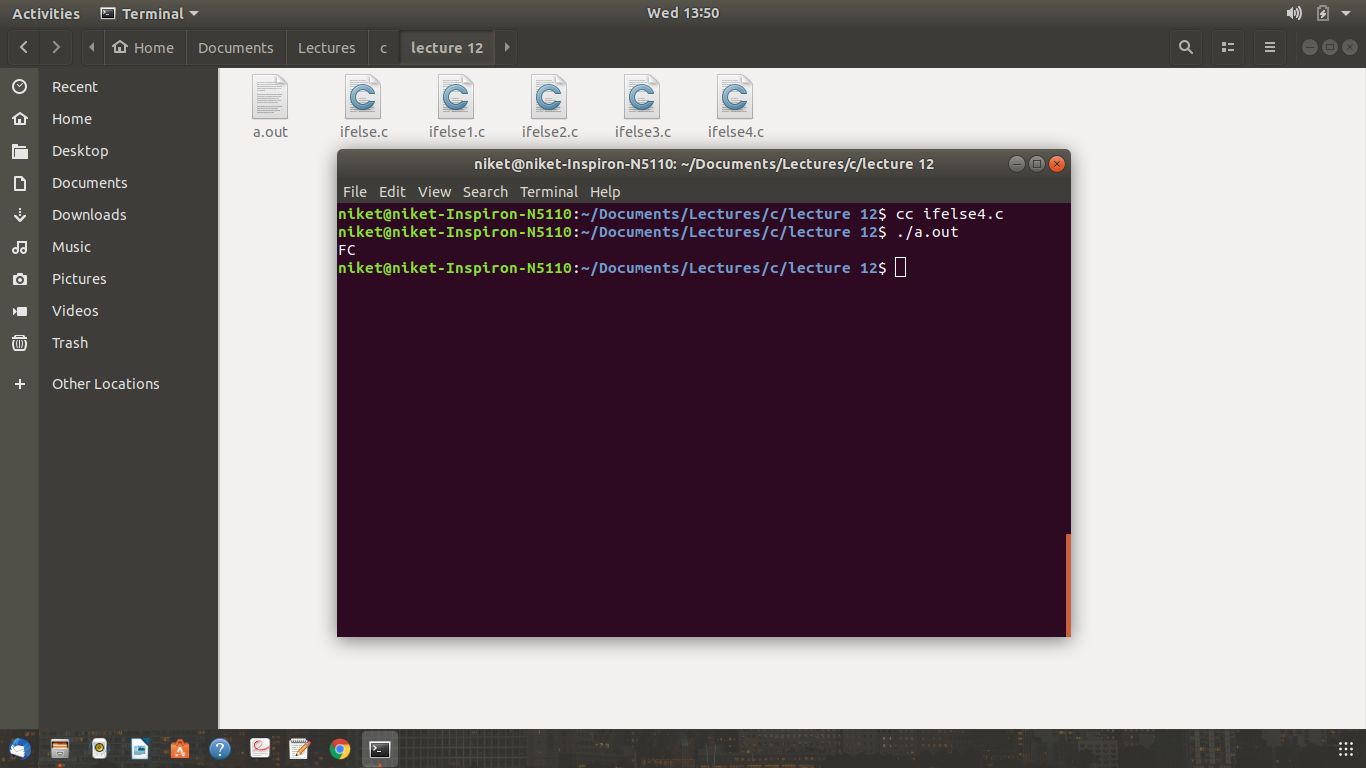 Activities Terminal Wed 13:50
Home Documents Lectures c lecture 12
Recent
Home
Desktop
Documents
Downloads
Music
Pictures
Videos
Trash
Other Locations
a.out ifelse.c ifelse1.c ifelse2.c ifelse3.c ifelse4.c
niket@niket-Inspiron-N5110: ~/Documents/Lectures/c/lecture 12
File Edit View Search Terminal Help
niket@niket-Inspiron-N5110:~/Documents/Lectures/c/lecture 12$ cc ifelse4.c
niket@niket-Inspiron-N5110:~/Documents/Lectures/c/lecture 12$ ./a.out
FC
niket@niket-Inspiron-N5110:~/Documents/Lectures/c/lecture 12$